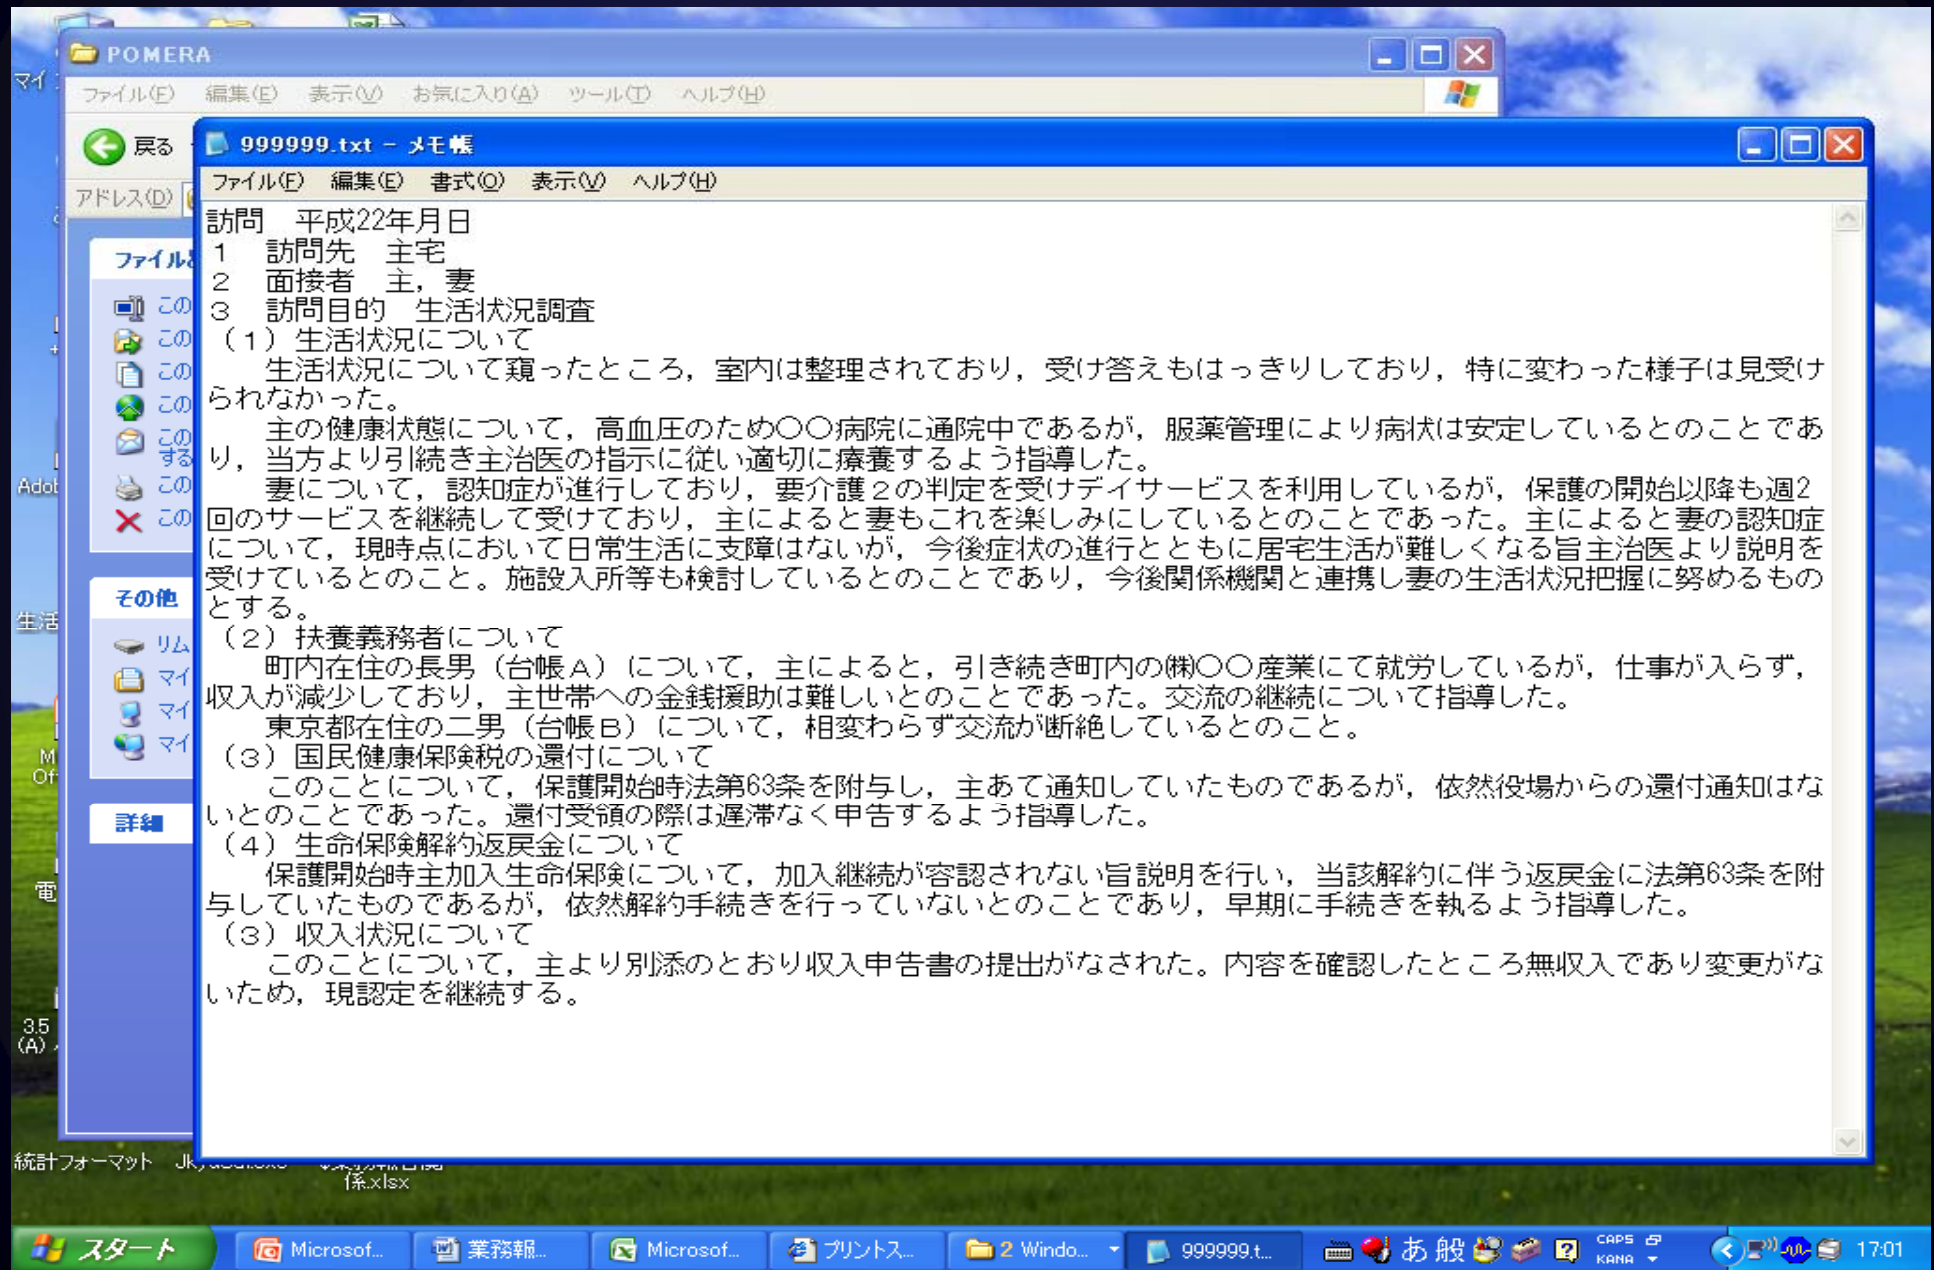 POMERA
マイ
ファイル(F) 編集(E) 表示(V) お気に入り(A) ツール(T) ヘルプ(H)
戻る
アドレス(D)
999999.txt - メモ帳
ファイル(F) 編集(E) 書式(O) 表示(V) ヘルプ(H)
訪問 平成22年月日
1 訪問先 主宅
2 面接者 主，妻
3 訪問目的 生活状況調査
（1）生活状況について
生活状況について窺ったところ，室内は整理されており，受け答えもはっきりしており，特に変わった様子は見受け
られなかった。
主の健康状態について，高血圧のため〇〇病院に通院中であるが，服薬管理により病状は安定しているとのことであ
り，当方より引続き主治医の指示に従い適切に療養するよう指導した。
妻について，認知症が進行しており，要介護２の判定を受けデイサービスを利用しているが，保護の開始以降も週2
回のサービスを継続して受けており，主によると妻もこれを楽しみにしているとのことであった。主によると妻の認知症
について，現時点において日常生活に支障はないが，今後症状の進行とともに居宅生活が難しくなる旨主治医より説明を
受けているとのこと。施設入所等も検討しているとのことであり，今後関係機関と連携し妻の生活状況把握に努めるもの
とする。
（2）扶養義務者について
町内在住の長男（台帳Ａ）について，主によると，引き続き町内の㈱〇〇産業にて就労しているが，仕事が入らず，
収入が減少しており，主世帯への金銭援助は難しいとのことであった。交流の継続について指導した。
東京都在住の二男（台帳Ｂ）について，相変わらず交流が断絶しているとのこと。
（3）国民健康保険税の還付について
このことについて，保護開始時法第63条を附与し，主あて通知していたものであるが，依然役場からの還付通知はな
いとのことであった。還付受領の際は遅滞なく申告するよう指導した。
（4）生命保険解約返戻金について
保護開始時主加入生命保険について，加入継続が容認されない旨説明を行い，当該解約に伴う返戻金に法第63条を附
与していたものであるが，依然解約手続きを行っていないとのことであり，早期に手続きを執るよう指導した。
（3）収入状況について
このことについて，主より別添のとおり収入申告書の提出がなされた。内容を確認したところ無収入であり変更がな
いため，現認定を継続する。
ファイルと
この
この
この
この
この
する
この
この
その他
リム
マイ
マイ
マイ
詳細
Adob
生活
M
Of
電
3.5
(A)
統計フォーマット
係.xlsx
スタート
Microsof...
業務報...
Microsof...
プリントス...
2 Windo...
999999.t...
あ 般
CAPS
KANA
17:01